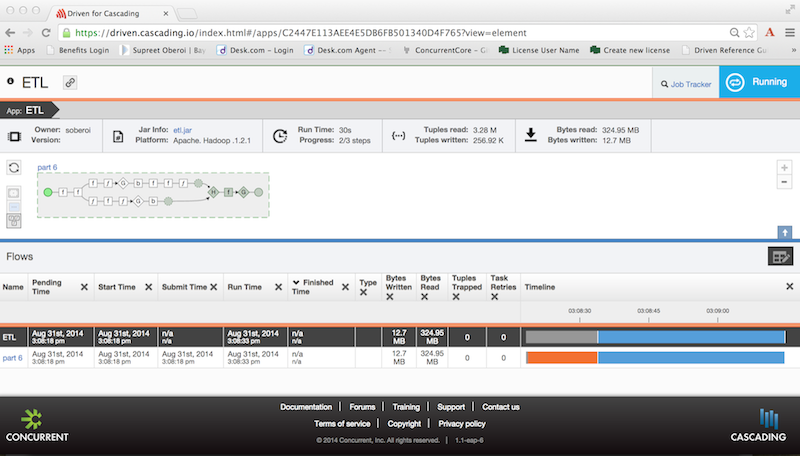 Driven for Cascading
https://driven.cascading.io/index.html#/apps/C2447E113AEE4E5DB6FB501340D4F765?view=element
Apps Benefits Login Supreet Oberoi | Bay Desk.com - Login Desk.com Agent — S ConcurrentCore - G License User Name Create new license Driven Reference Gu
ETL
Job Tracker
Running
App: ETL
Owner: soberoi Jar Info: etl.jar Run Time: 30s Tuples read: 3.28 M Bytes read: 324.95 MB
Version: Platform: Apache. Hadoop .1.2.1 Progress: 2/3 steps Tuples written: 256.92 K Bytes written: 12.7 MB
part 6
f f G b f f f
f f H f G
f f f G b
Flows
Name Pending Time Start Time Submit Time Run Time Finished Time Type Bytes Written Bytes Read Tuples Trapped Task Retries Timeline
03:08:30 03:08:45 03:09:00
ETL Aug 31st, 2014 Aug 31st, 2014 n/a Aug 31st, 2014 n/a 12.7 MB 324.95 MB 0 0
3:08:18 pm 3:08:18 pm n/a 3:08:33 pm n/a
part 6 Aug 31st, 2014 Aug 31st, 2014 Aug 31st, 2014 Aug 31st, 2014 n/a 12.7 MB 324.95 MB 0 0
3:08:18 pm 3:08:18 pm 3:08:18 pm 3:08:33 pm n/a
Documentation | Forums | Training | Support | Contact us
Terms of service | Copyright | Privacy policy
© 2014 Concurrent, Inc. All rights reserved. | 1.1-eap-6
CONCURRENT
CASCADING